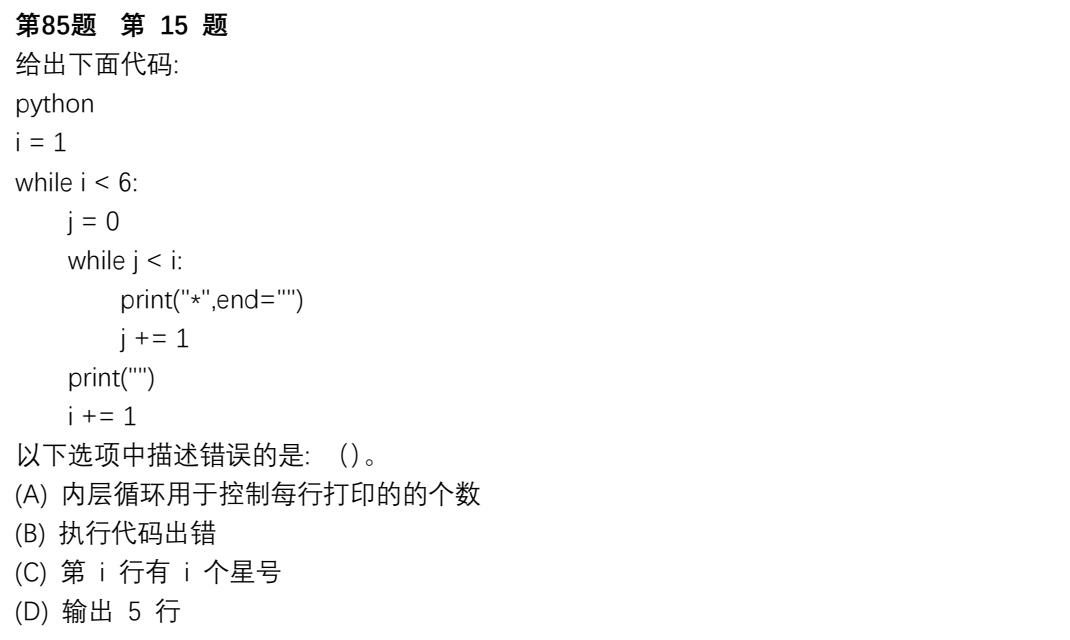 第85题 第 15 题
给出下面代码:
python
i = 1
while i < 6:
    j = 0
    while j < i:
        print("*",end="")
        j += 1
    print("")
    i += 1
以下选项中描述错误的是: ()。
(A) 内层循环用于控制每行打印的的个数
(B) 执行代码出错
(C) 第 i 行有 i 个星号
(D) 输出 5 行